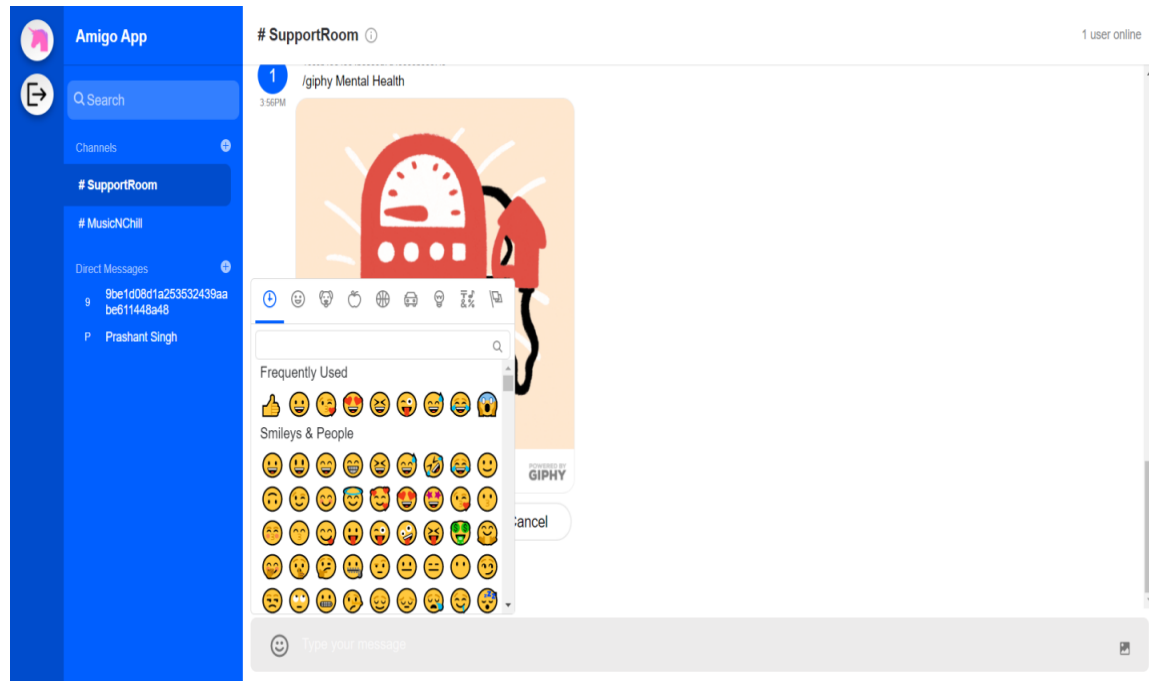 Amigo App
# SupportRoom
1 user online
Search
Channels
# SupportRoom
# MusicNChill
Direct Messages
9
9be1d08d1a253532439aa
be611448a48
P
Prashant Singh
1
/giphy Mental Health
3:56PM
Frequently Used
Smileys & People
POWERED BY
GIPHY
Cancel
Type your message